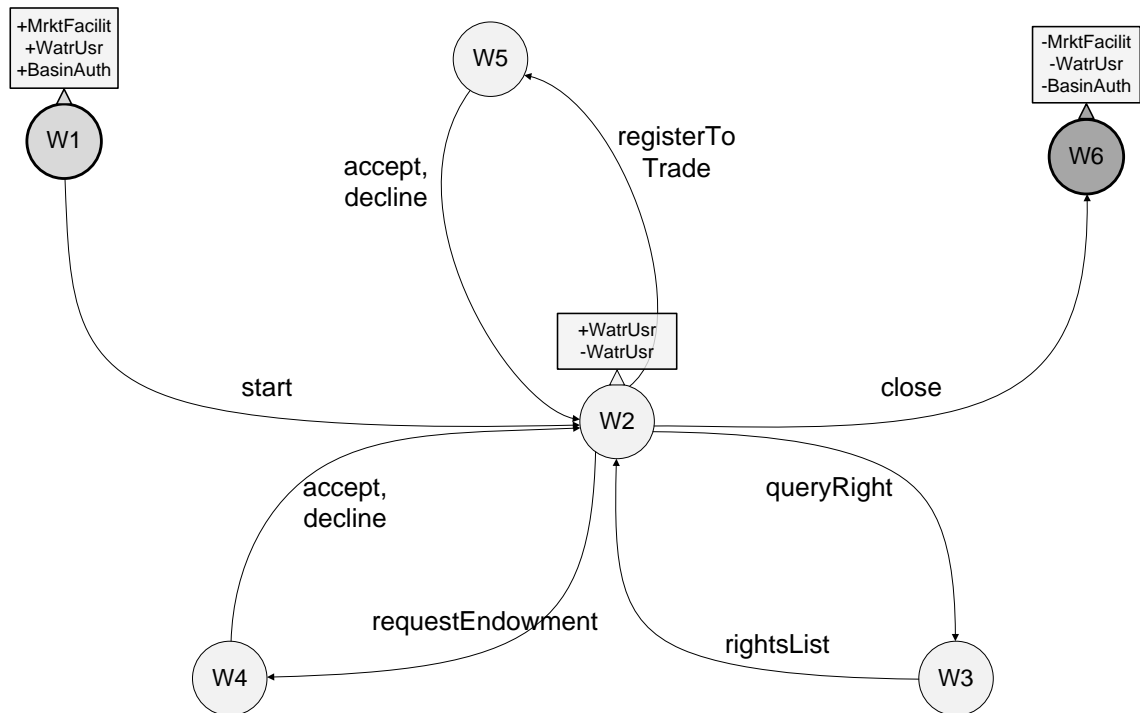 +MrktFacilit
+WatrUsr
+BasinAuth
W1
W5
-MrktFacilit
-WatrUsr
-BasinAuth
W6
registerTo
Trade
accept,
decline
+WatrUsr
-WatrUsr
start
close
W2
accept,
decline
queryRight
requestEndowment
rightsList
W4
W3